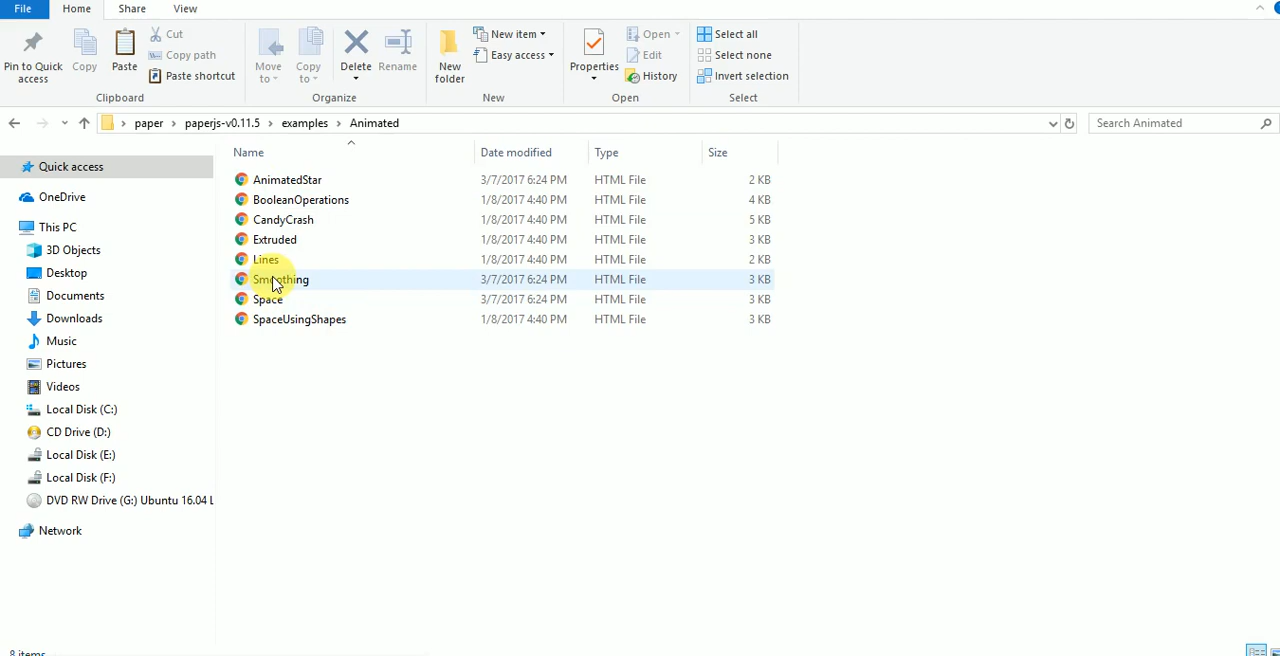 File Home Share View
Pin to Quick access
Copy
Paste
Cut
Copy path
Paste shortcut
Clipboard
Move to
Copy to
Delete
Rename
Organize
New folder
New item
Easy access
New
Properties
Open
Edit
History
Open
Select all
Select none
Invert selection
Select
paper paperjs-v0.11.5 examples Animated
Search Animated
Quick access
OneDrive
This PC
3D Objects
Desktop
Documents
Downloads
Music
Pictures
Videos
Local Disk (C:)
CD Drive (D:)
Local Disk (E:)
Local Disk (F:)
DVD RW Drive (G:) Ubuntu 16.04 L
Network
Name Date modified Type Size
AnimatedStar 3/7/2017 6:24 PM HTML File 2 KB
BooleanOperations 1/8/2017 4:40 PM HTML File 4 KB
CandyCrash 1/8/2017 4:40 PM HTML File 5 KB
Extruded 1/8/2017 4:40 PM HTML File 3 KB
Lines 1/8/2017 4:40 PM HTML File 2 KB
Smoothing 3/7/2017 6:24 PM HTML File 3 KB
Space 3/7/2017 6:24 PM HTML File 3 KB
SpaceUsingShapes 1/8/2017 4:40 PM HTML File 3 KB
8 items